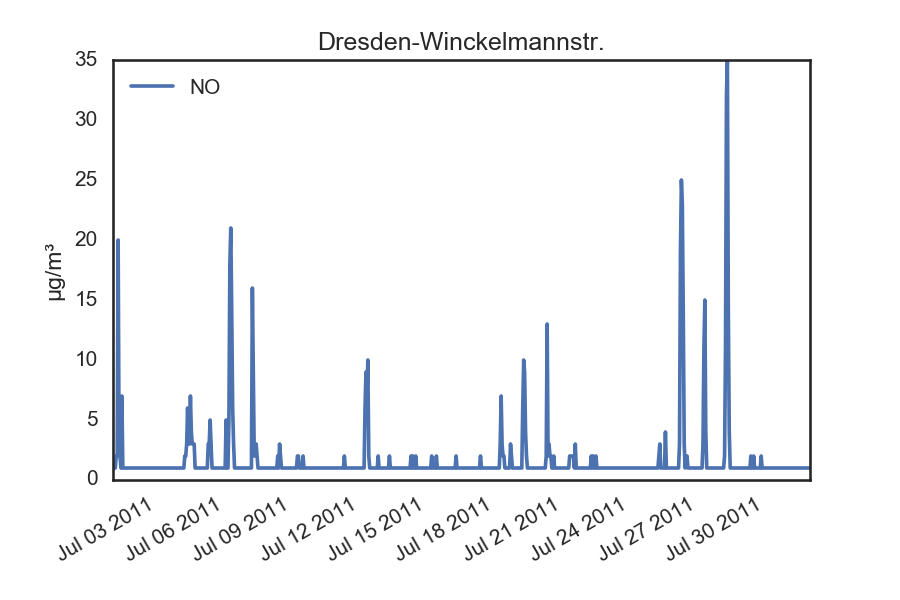 Dresden-Winckelmannstr.
35
NO
30
25
20
µg/m³
15
10
5
0
Jul 03 2011
Jul 06 2011
Jul 09 2011
Jul 12 2011
Jul 15 2011
Jul 18 2011
Jul 21 2011
Jul 24 2011
Jul 27 2011
Jul 30 2011